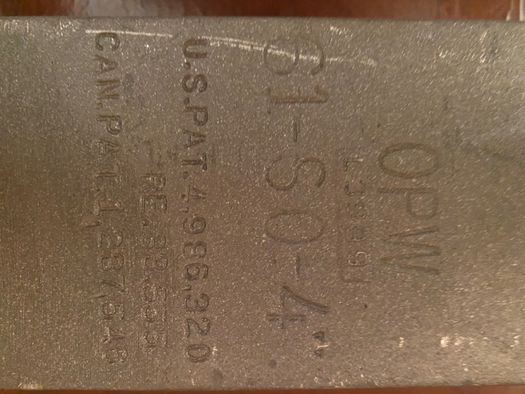 OPW
61-SO-4"
U.S.PAT.4,986,320
CAN.PAT.1,287,546